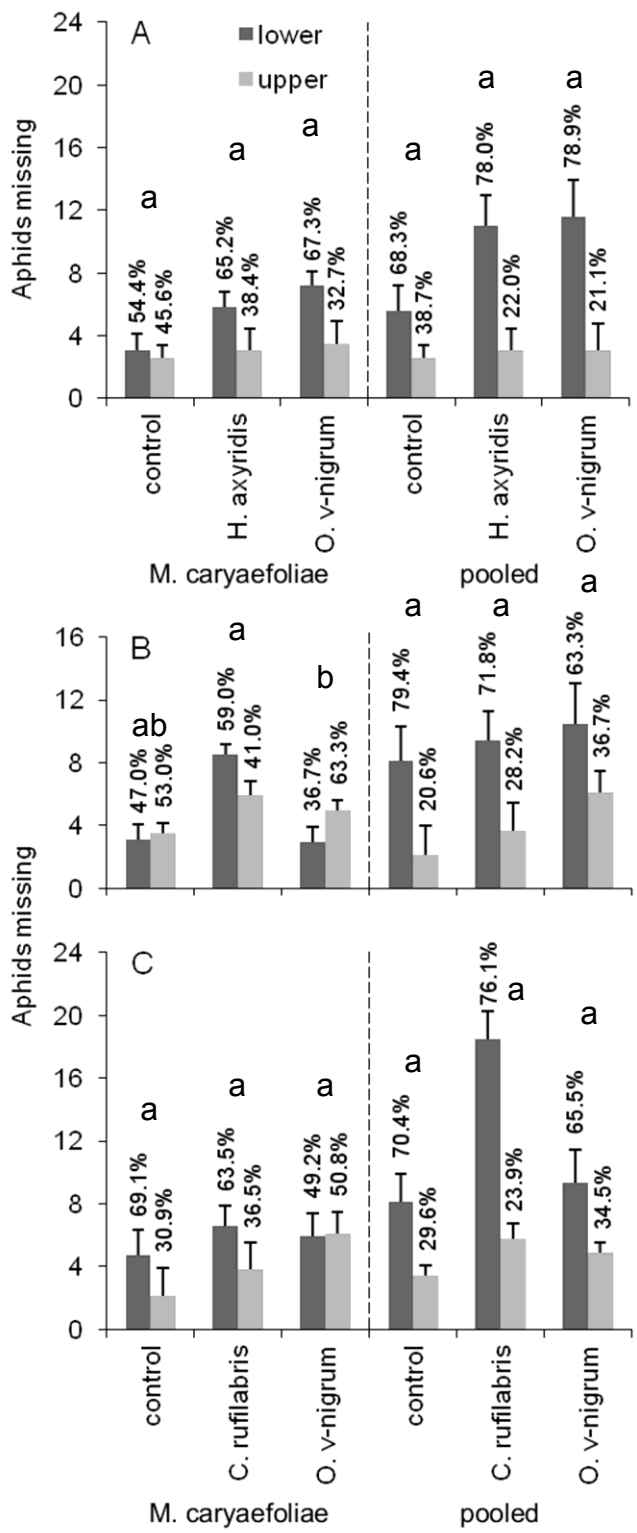 A
lower
upper
Aphids missing
24
20
16
12
8
4
0
a
a
a
a
a
a
54.4%
45.6%
65.2%
38.4%
67.3%
32.7%
68.3%
38.7%
78.0%
22.0%
78.9%
21.1%
control
H. axyridis
O. v-nigrum
control
H. axyridis
O. v-nigrum
M. caryaefoliae
pooled
B
Aphids missing
16
12
8
4
0
ab
a
b
a
a
a
47.0%
53.0%
59.0%
41.0%
36.7%
63.3%
79.4%
20.6%
71.8%
28.2%
63.3%
36.7%
C
24
20
16
12
8
4
0
a
a
a
a
a
a
69.1%
30.9%
63.5%
36.5%
49.2%
50.8%
70.4%
29.6%
76.1%
23.9%
65.5%
34.5%
control
C. rufilabris
O. v-nigrum
control
C. rufilabris
O. v-nigrum
M. caryaefoliae
pooled